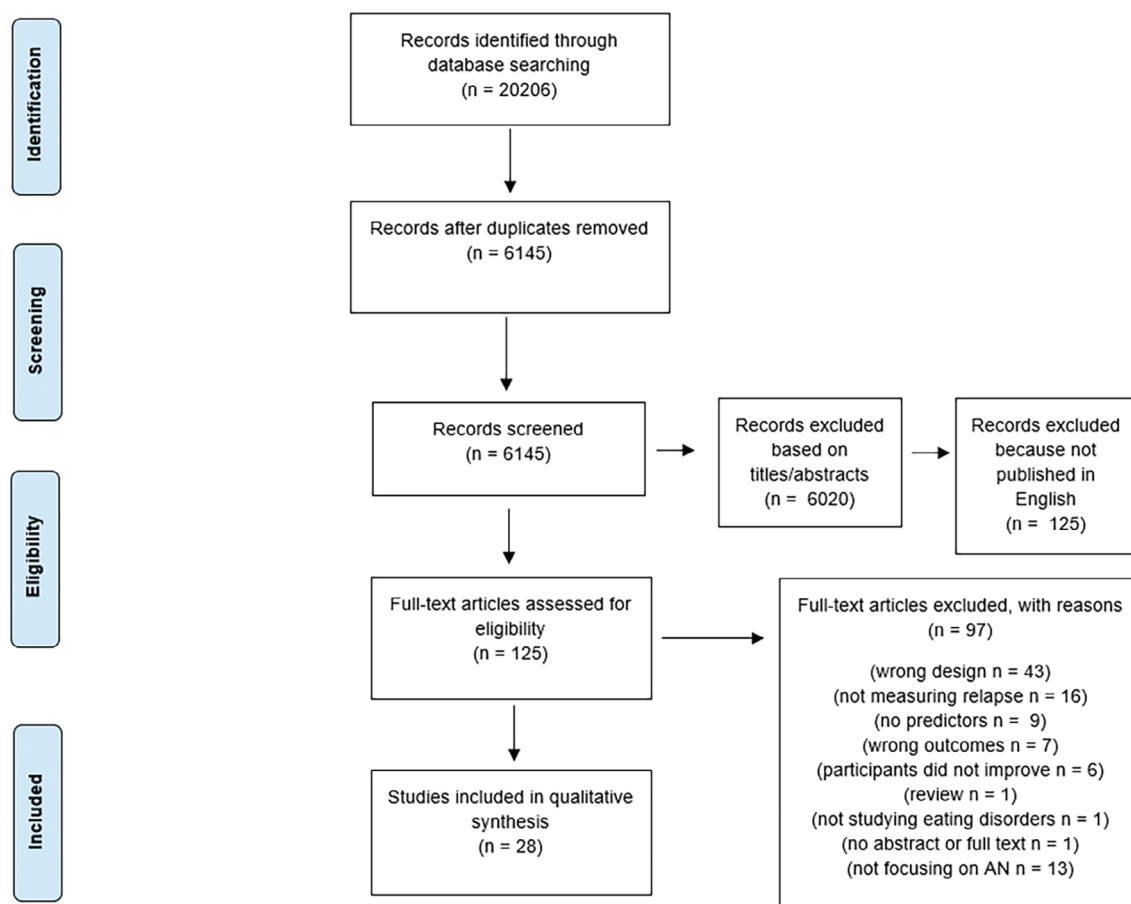 Identification
Records identified through
database searching
(n = 20206)
Records after duplicates removed
(n = 6145)
Screening
Records screened
(n = 6145)
Records excluded
based on
titles/abstracts
(n =  6020)
Records excluded
because not
published in
English
(n =  125)
Eligibility
Full-text articles assessed for
eligibility
(n = 125)
Full-text articles excluded, with reasons
(n = 97)
(wrong design n = 43)
(not measuring relapse n = 16)
(no predictors n =  9)
(wrong outcomes n = 7)
(participants did not improve n = 6)
(review n = 1)
(not studying eating disorders n = 1)
(no abstract or full text n = 1)
(not focusing on AN n = 13)
Included
Studies included in qualitative
synthesis
(n = 28)